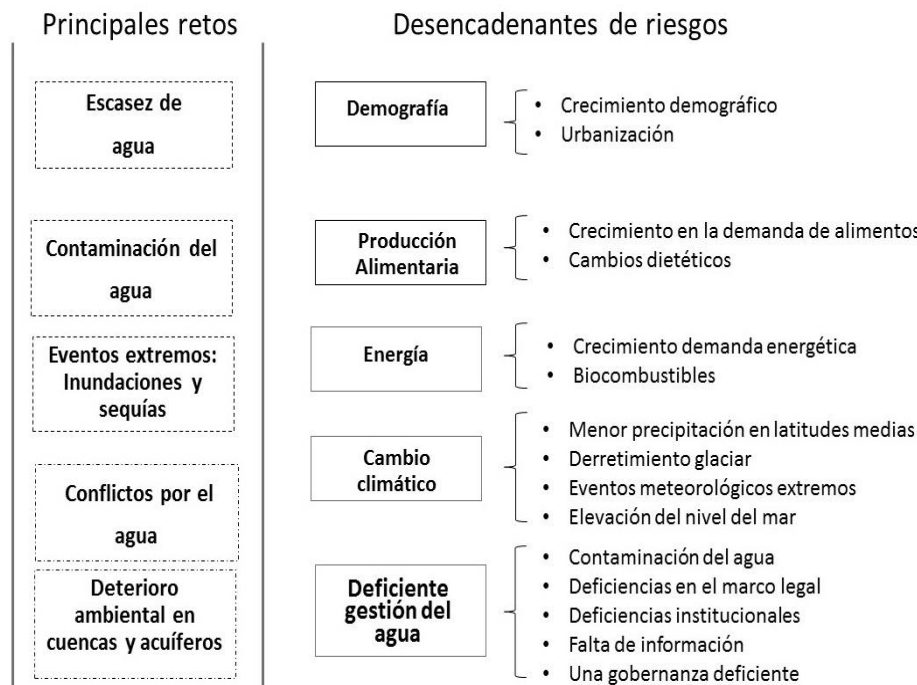 Principales retos
Escasez de
agua
Contaminación del
agua
Eventos extremos:
Inundaciones y
sequías
Conflictos por el
agua
Deterioro
ambiental en
cuencas y acuíferos
Desencadenantes de riesgos
Demografía
• Crecimiento demográfico
• Urbanización
Producción
Alimentaria
• Crecimiento en la demanda de alimentos
• Cambios dietéticos
Energía
• Crecimiento demanda energética
• Biocombustibles
Cambio
climático
• Menor precipitación en latitudes medias
• Derretimiento glaciar
• Eventos meteorológicos extremos
• Elevación del nivel del mar
Deficiente
gestión del
agua
• Contaminación del agua
• Deficiencias en el marco legal
• Deficiencias institucionales
• Falta de información
• Una gobernanza deficiente